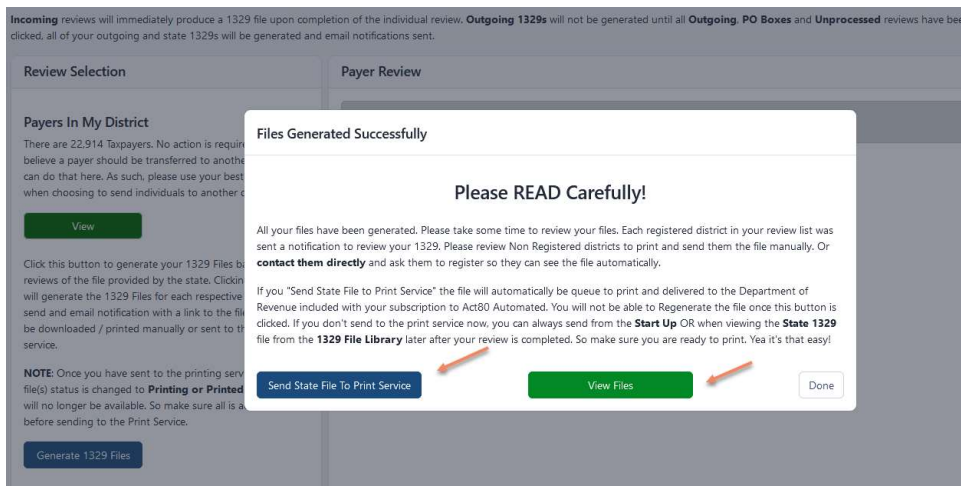 Incoming reviews will immediately produce a 1329 file upon completion of the individual review. Outgoing 1329s will not be generated until all Outgoing, PO Boxes and Unprocessed reviews have
clicked, all of your outgoing and state 1329s will be generated and email notifications sent.
Review Selection
Payer Review
Payers In My District
There are 22,914 Taxpayers. No action is
believe a payer should be transferred to
can do that here. As such, please use your best
when choosing to send individuals to another
View
Click this button to generate your 1329 Files
reviews of the file provided by the state.
will generate the 1329 Files for each respective
send and email notification with a link to the
be downloaded / printed manually or sent to
service.
NOTE: Once you have sent to the printing
file(s) status is changed to Printing or Printed
will no longer be available. So make sure all is
before sending to the Print Service.
Generate 1329 Files
Files Generated Successfully
Please READ Carefully!
All your files have been generated. Please take some time to review your files. Each registered district in your review list was
sent a notification to review your 1329. Please review Non Registered districts to print and send them the file manually. Or
contact them directly and ask them to register so they can see the file automatically.
If you "Send State File to Print Service" the file will automatically be queue to print and delivered to the Department of
Revenue included with your subscription to Act80 Automated. You will not be able to Regenerate the file once this button is
clicked. If you don't send to the print service now, you can always send from the Start Up OR when viewing the State 1329
file from the 1329 File Library later after your review is completed. So make sure you are ready to print. Yea it's that easy!
Send State File To Print Service
View Files
Done